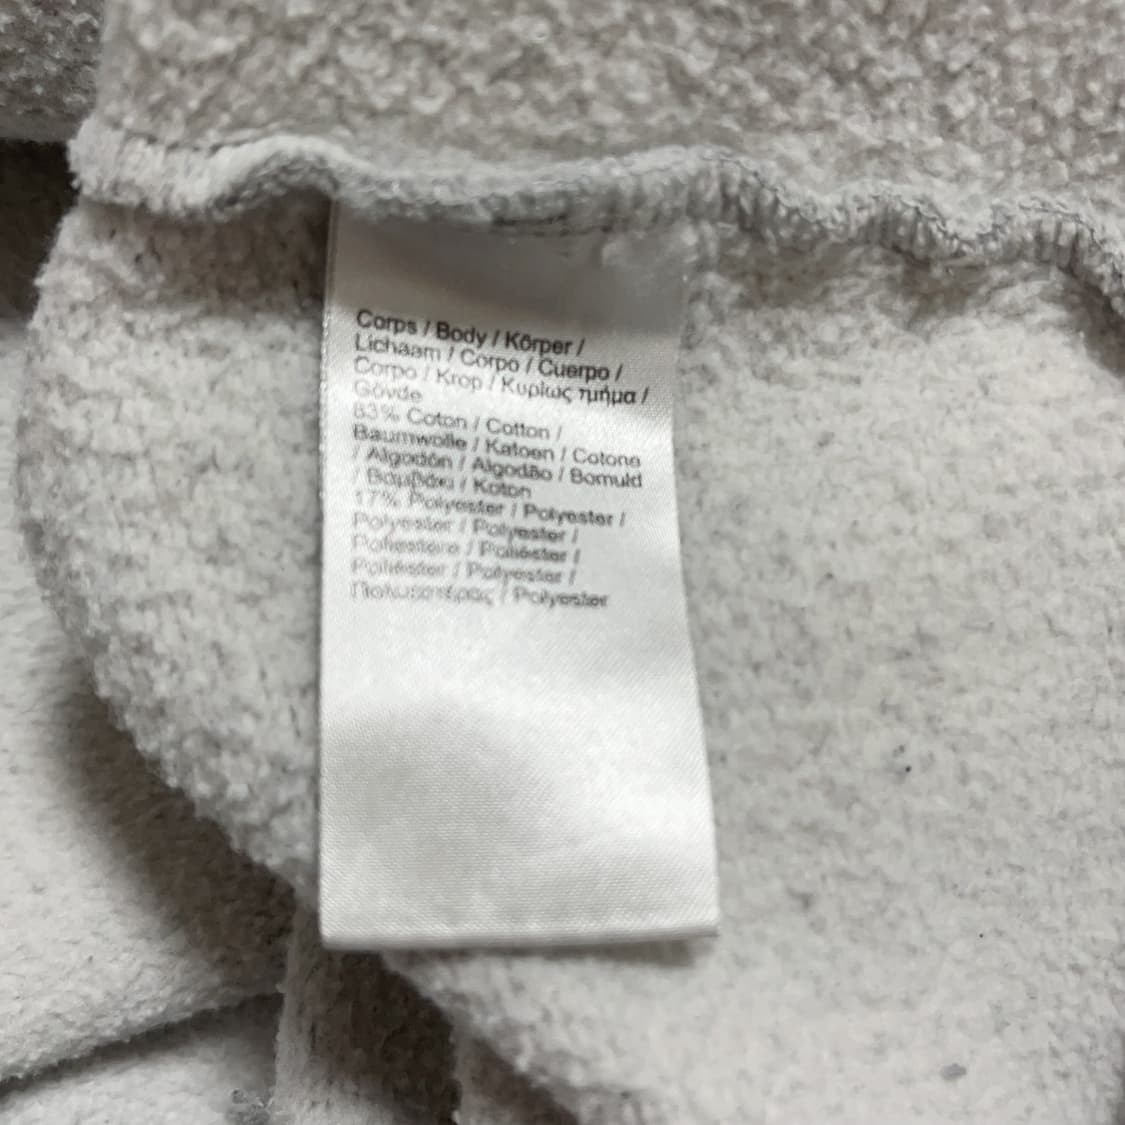 Corps / Body / Körper /
Lichaam / Corpo / Cuerpo /
Corpo / Krop / Κυρίως τμήμα /
Gövde
83% Coton / Cotton /
Baumwolle / Katoen / Cotone
/ Algodón / Algodão / Bomuld
/ Βαμβάκι / Koton
17% Polyester / Polyester /
Polyester / Polyester /
Poliestere / Poliéster /
Poliéster / Polyester /
Πολυεστέρας / Polyester